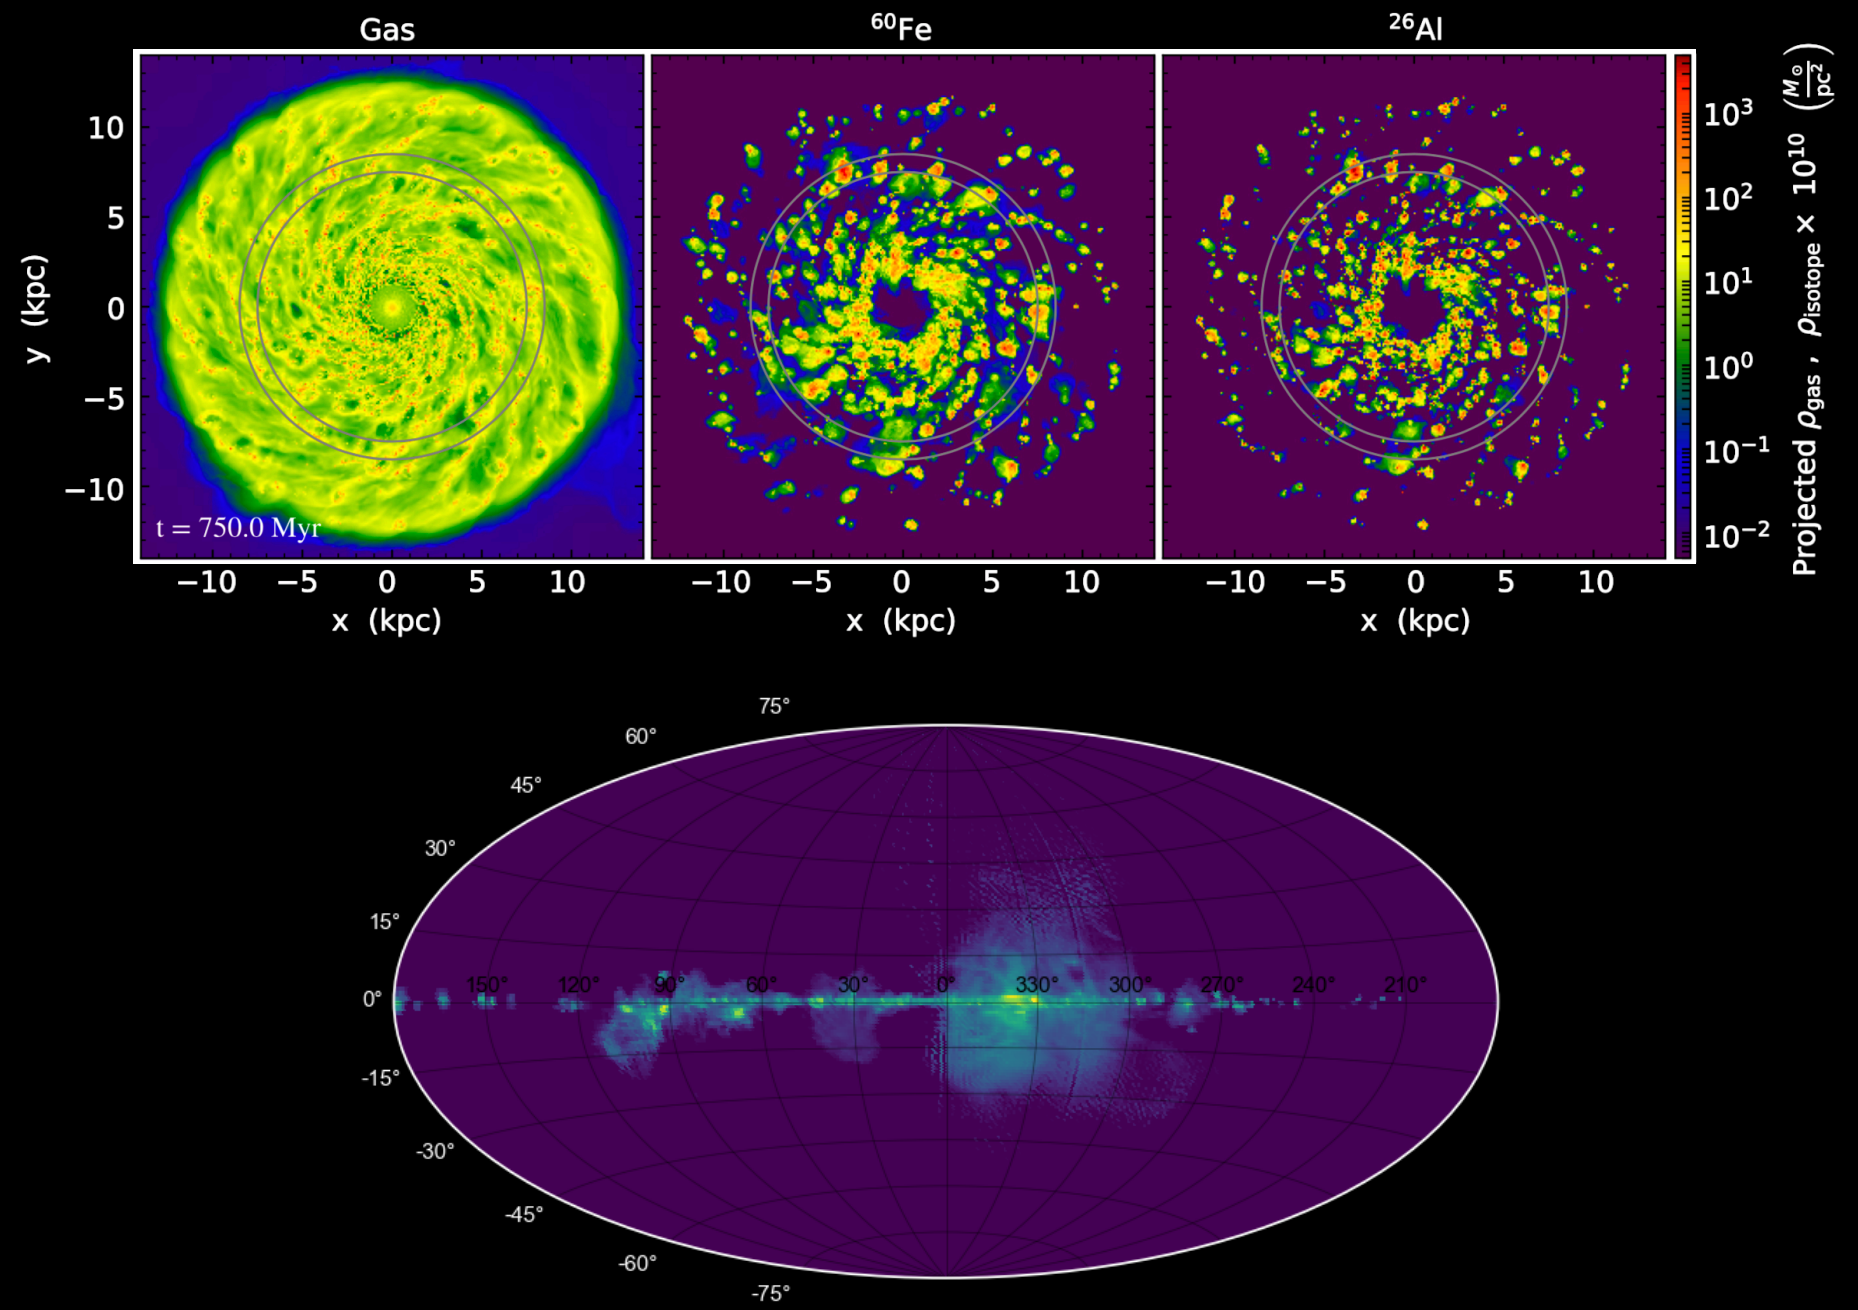 Gas
⁶⁰Fe
²⁶Al
10
5
0
−5
−10
y (kpc)
t = 750.0 Myr
−10 −5 0 5 10
−10 −5 0 5 10
−10 −5 0 5 10
x (kpc)
x (kpc)
x (kpc)
10³
10²
10¹
10⁰
10⁻¹
10⁻²
Projected ρgas , ρisotope × 10¹⁰ (M⊙/pc²)
75°
60°
45°
30°
15°
0°
150° 120° 90° 60° 30° 0° 330° 300° 270° 240° 210°
-15°
-30°
-45°
-60°
-75°